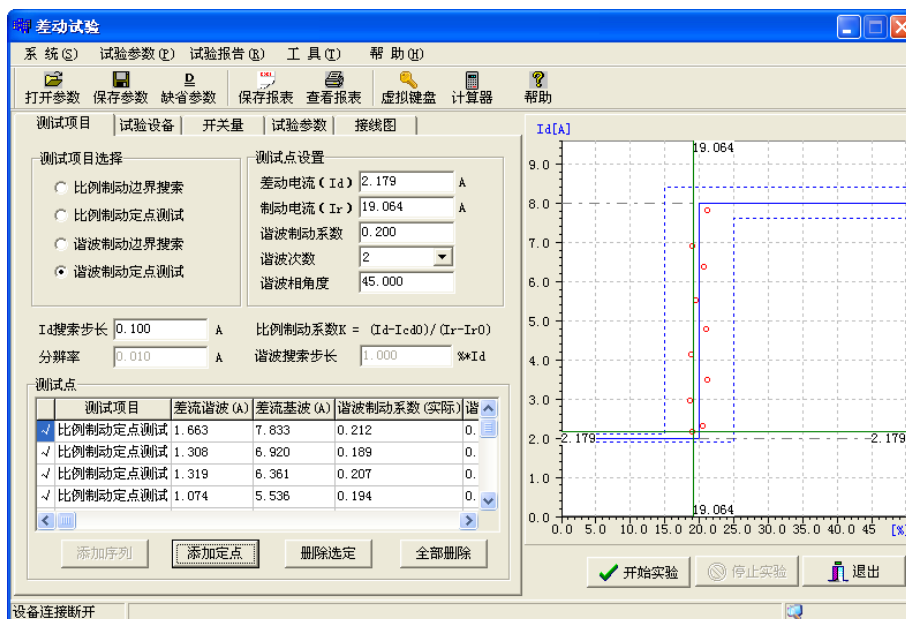 差动试验
系 统(S) 试验参数(P) 试验报告(R) 工 具(T) 帮 助(H)
打开参数 保存参数 缺省参数 保存报表 查看报表 虚拟键盘 计算器 帮助
测试项目 试验设备 开关量 试验参数 接线图
测试项目选择
比例制动边界搜索
比例制动定点测试
谐波制动边界搜索
谐波制动定点测试
测试点设置
差动电流(Id) 2.179 A
制动电流(Ir) 19.064 A
谐波制动系数 0.200
谐波次数 2
谐波相角度 45.000
Id搜索步长 0.100 A 比例制动系数K = (Id-Icd0)/(Ir-Ir0)
分辨率 0.010 A 谐波搜索步长 1.000 %*Id
测试点
测试项目 差流谐波(A) 差流基波(A) 谐波制动系数(实际) 谐
√ 比例制动定点测试 1.663 7.833 0.212 0.
√ 比例制动定点测试 1.308 6.920 0.189 0.
√ 比例制动定点测试 1.319 6.361 0.207 0.
√ 比例制动定点测试 1.074 5.536 0.194 0.
添加序列 添加定点 删除选定 全部删除
Id[A]
19.064
9.0
8.0
7.0
6.0
5.0
4.0
3.0
2.179 2.179
2.0
1.0
19.064
0.0
0.0 5.0 10.0 15.0 20.0 25.0 30.0 35.0 40.0 45 [%]
开始实验 停止实验 退出
设备连接断开